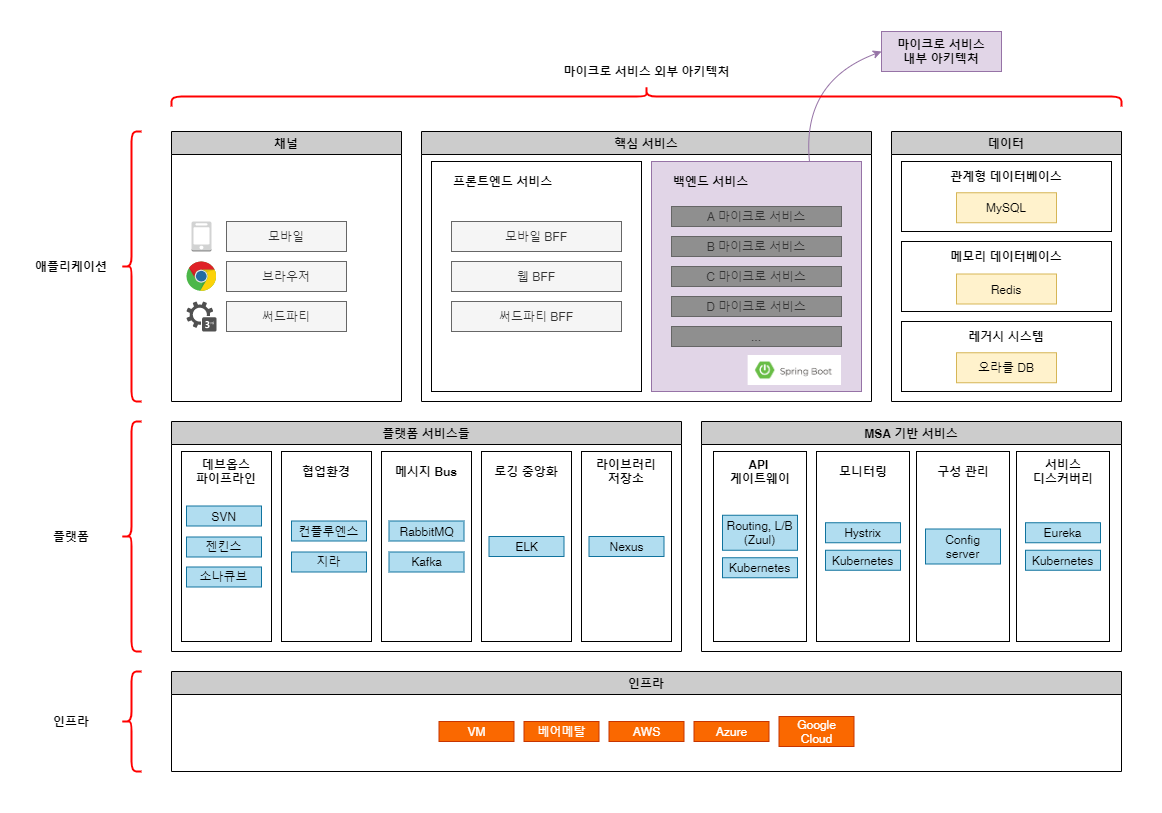 마이크로 서비스
내부 아키텍처
마이크로 서비스 외부 아키텍처
애플리케이션
채널
모바일
브라우저
3rd
써드파티
핵심 서비스
프론트엔드 서비스
모바일 BFF
웹 BFF
써드파티 BFF
백엔드 서비스
A 마이크로 서비스
B 마이크로 서비스
C 마이크로 서비스
D 마이크로 서비스
...
Spring Boot
데이터
관계형 데이터베이스
MySQL
메모리 데이터베이스
Redis
레거시 시스템
오라클 DB
플랫폼
플랫폼 서비스들
데브옵스
파이프라인
SVN
젠킨스
소나큐브
협업환경
컨플루엔스
지라
메시지 Bus
RabbitMQ
Kafka
로깅 중앙화
ELK
라이브러리
저장소
Nexus
MSA 기반 서비스
API
게이트웨이
Routing, L/B
(Zuul)
Kubernetes
모니터링
Hystrix
Kubernetes
구성 관리
Config
server
서비스
디스커버리
Eureka
Kubernetes
인프라
인프라
VM
베어메탈
AWS
Azure
Google
Cloud